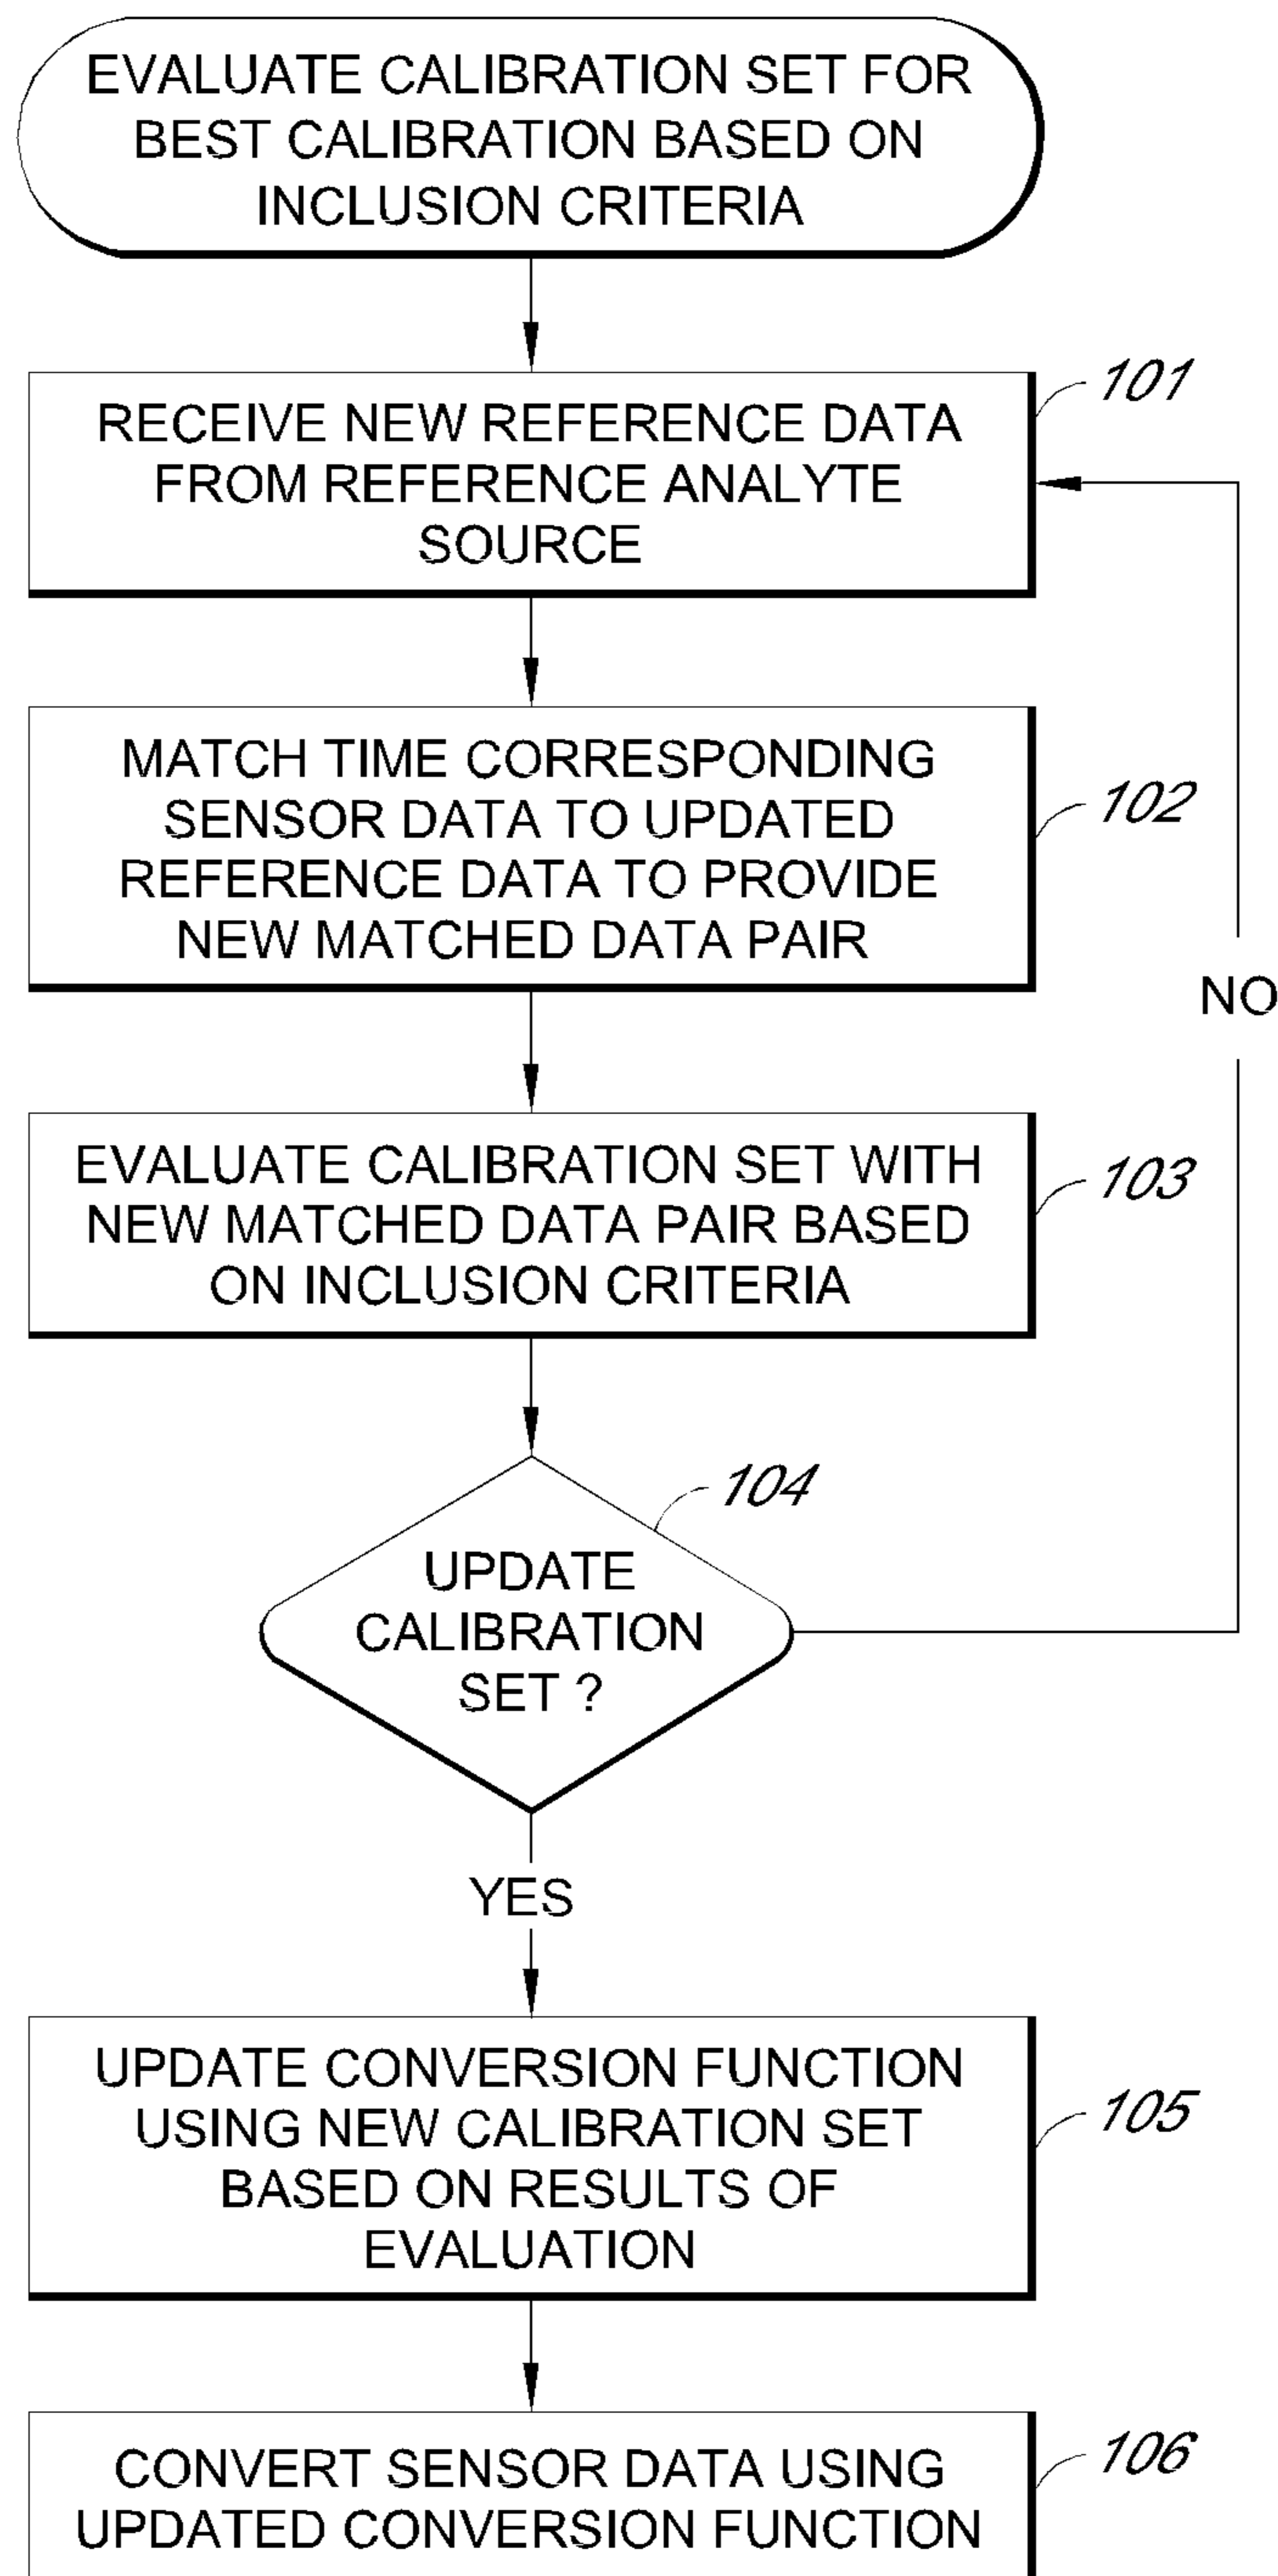 EVALUATE CALIBRATION SET FOR
BEST CALIBRATION BASED ON
INCLUSION CRITERIA
101
RECEIVE NEW REFERENCE DATA
FROM REFERENCE ANALYTE
SOURCE
102
MATCH TIME CORRESPONDING
SENSOR DATA TO UPDATED
REFERENCE DATA TO PROVIDE
NEW MATCHED DATA PAIR
NO
103
EVALUATE CALIBRATION SET WITH
NEW MATCHED DATA PAIR BASED
ON INCLUSION CRITERIA
104
UPDATE
CALIBRATION
SET ?
YES
105
UPDATE CONVERSION FUNCTION
USING NEW CALIBRATION SET
BASED ON RESULTS OF
EVALUATION
106
CONVERT SENSOR DATA USING
UPDATED CONVERSION FUNCTION